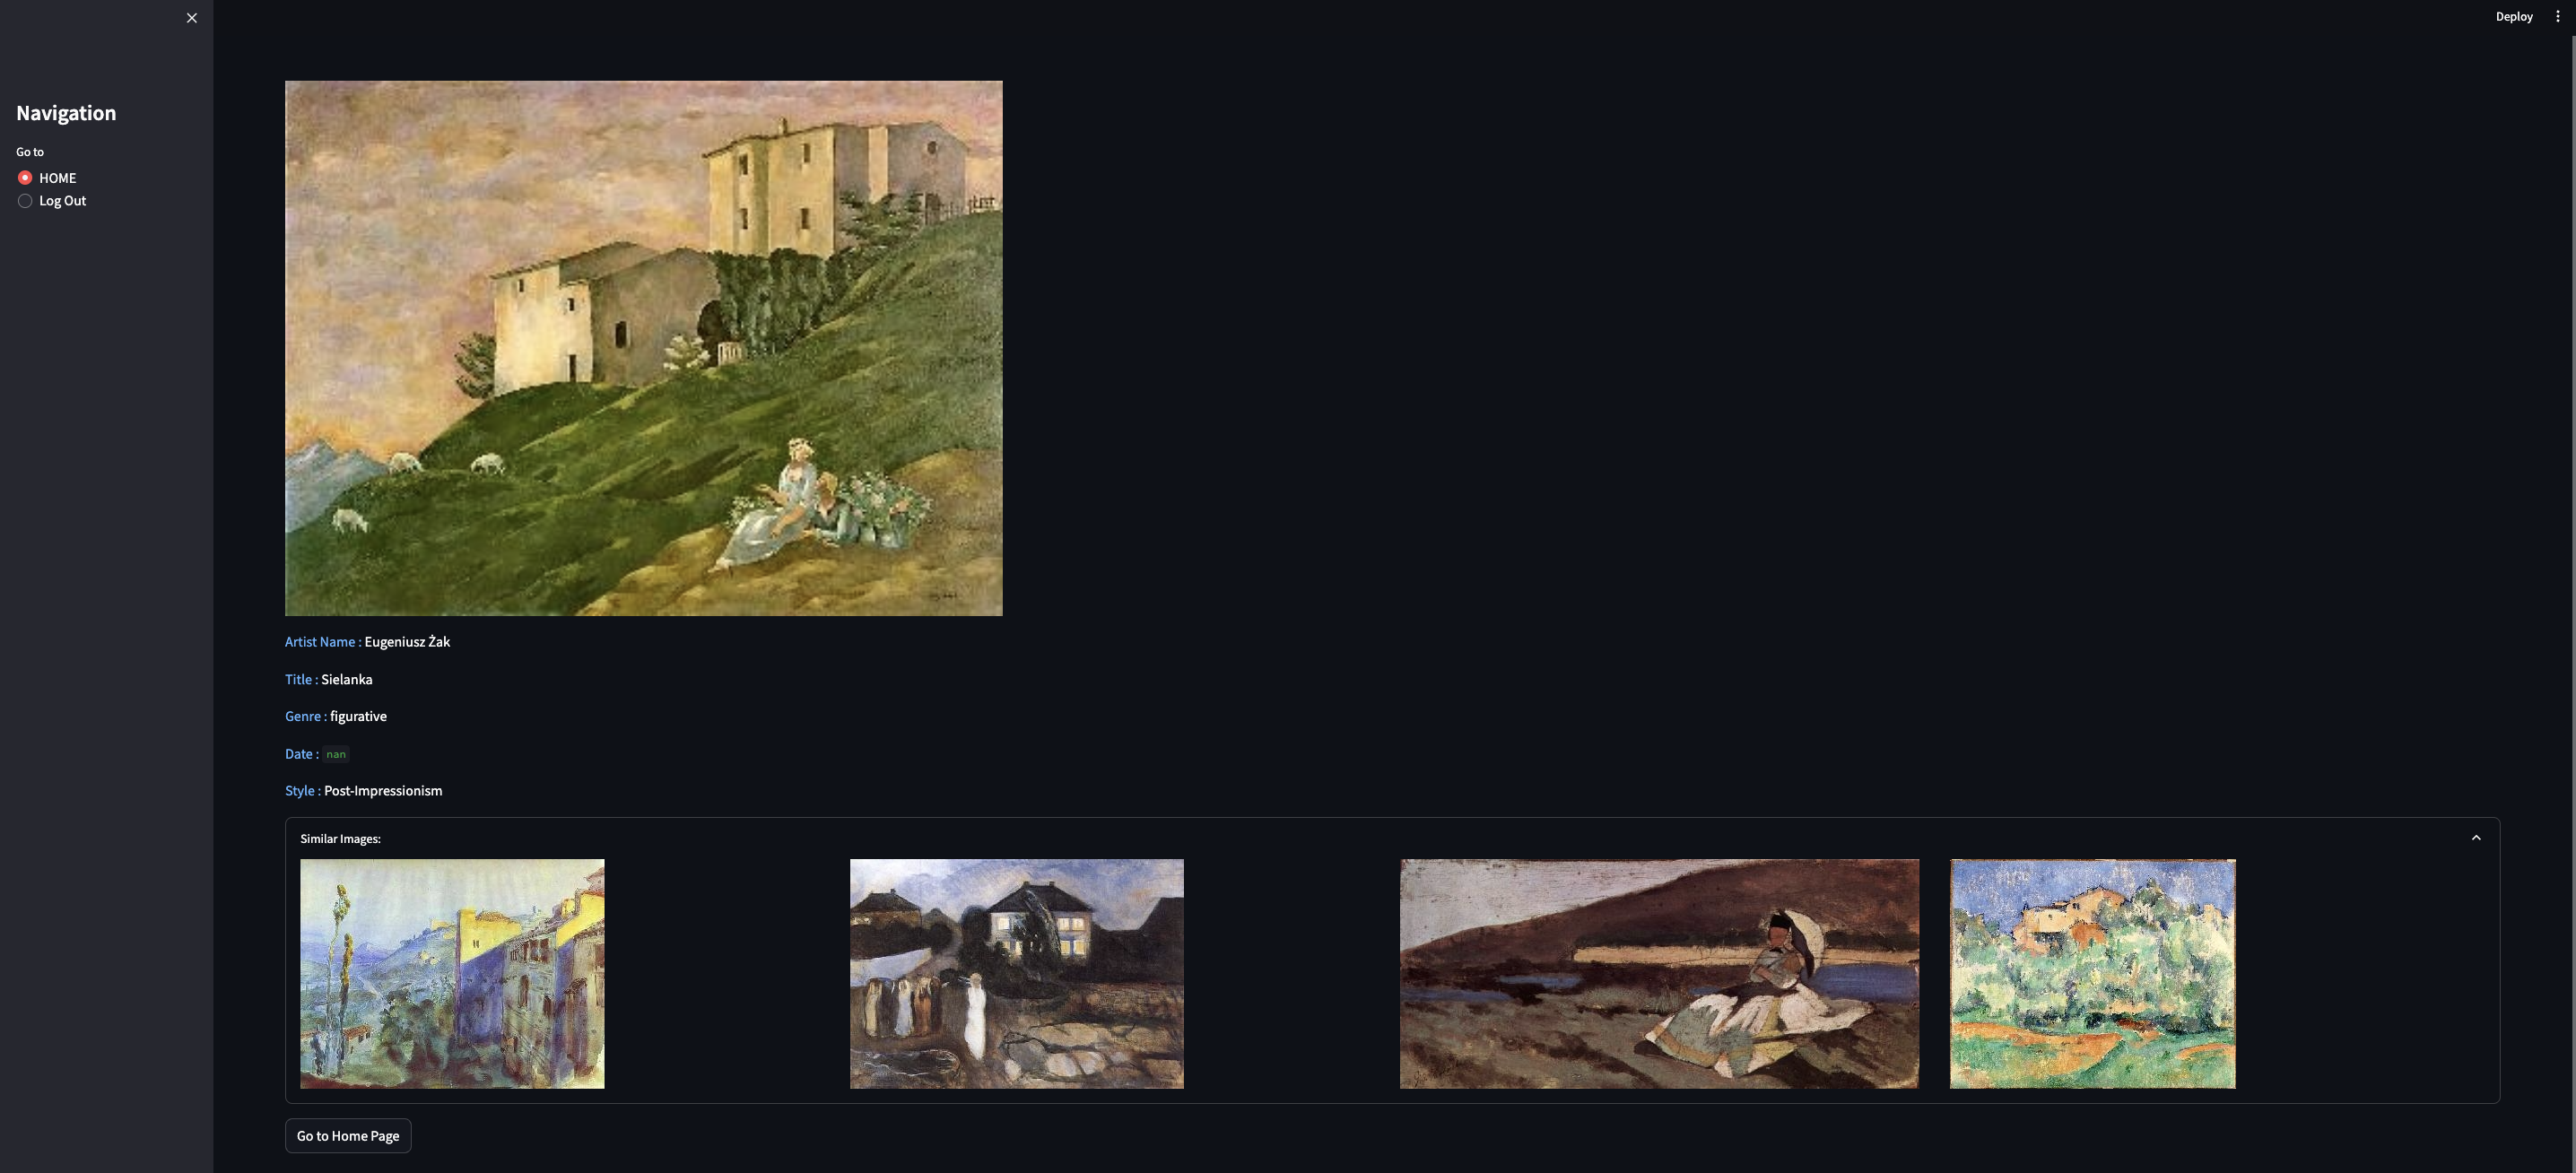 Deploy
Navigation
Go to
HOME
Log Out
Artist Name : Eugeniusz Żak
Title : Sielanka
Genre : figurative
Date : nan
Style : Post-Impressionism
Similar Images:
Go to Home Page